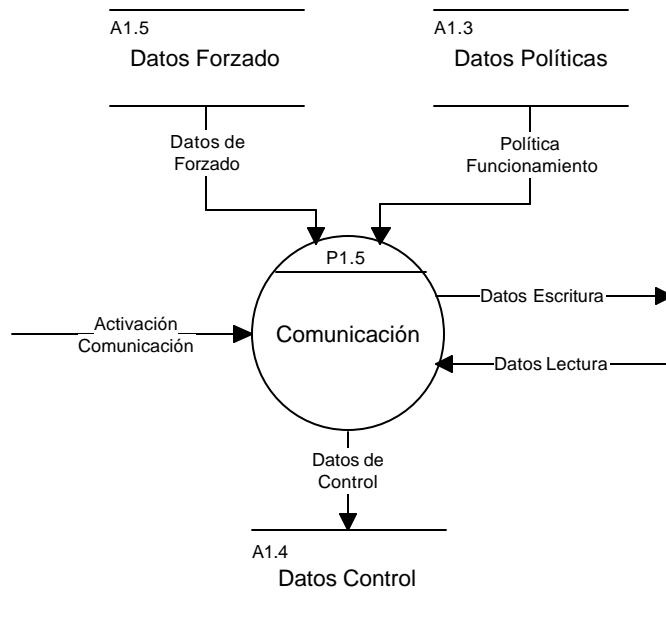 A1.5
Datos Forzado
A1.3
Datos Políticas
Datos de
Forzado
Política
Funcionamiento
P1.5
Comunicación
Activación
Comunicación
Datos Escritura
Datos Lectura
Datos de
Control
A1.4
Datos Control